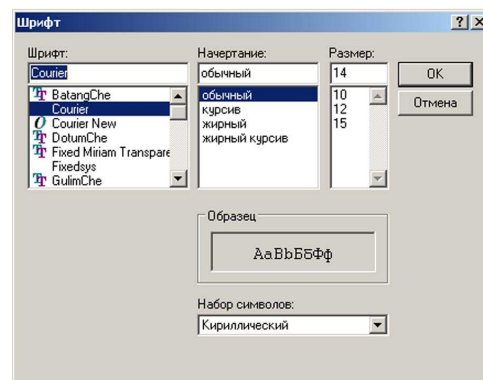 Шрифт
Шрифт:
Courier
BatangChe
Courier
Courier New
DotumChe
Fixed Miriam Transpare
Fixedsys
GulimChe
Начертание:
обычный
обычный
курсив
жирный
жирный курсив
Размер:
14
10
12
15
OK
Отмена
Образец
АаВbБбФф
Набор символов:
Кириллический